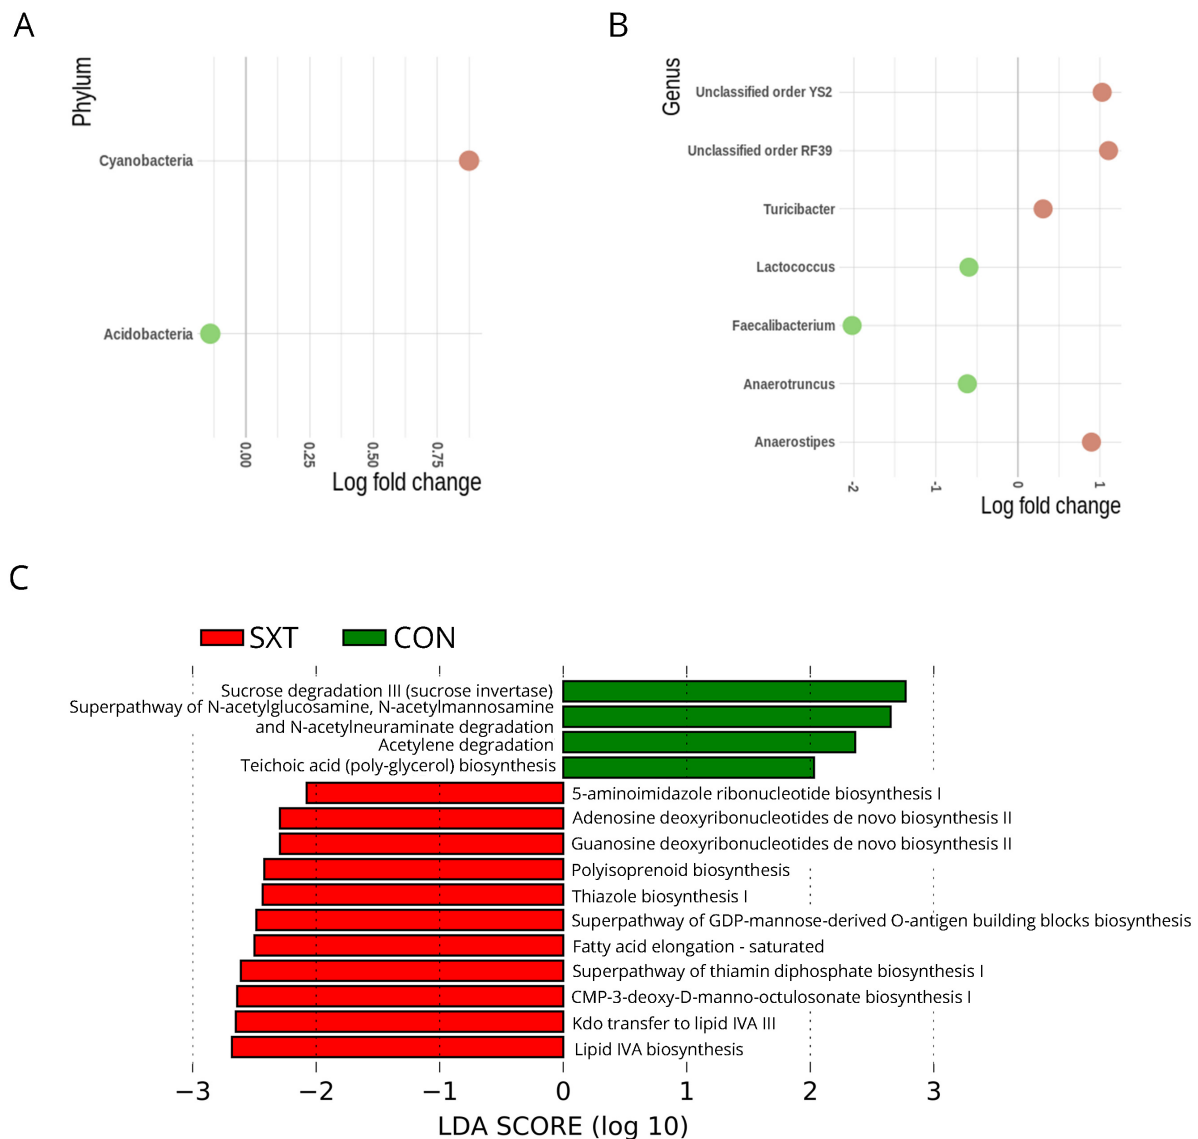 A
Phylum
Cyanobacteria
Acidobacteria
0.00
0.25
0.50
0.75
Log fold change
B
Genus
Unclassified order YS2
Unclassified order RF39
Turicibacter
Lactococcus
Faecalibacterium
Anaerotruncus
Anaerostipes
-2
-1
0
1
Log fold change
C
SXT
CON
Sucrose degradation III (sucrose invertase)
Superpathway of N-acetylglucosamine, N-acetylmannosamine
and N-acetylneuraminate degradation
Acetylene degradation
Teichoic acid (poly-glycerol) biosynthesis
5-aminoimidazole ribonucleotide biosynthesis I
Adenosine deoxyribonucleotides de novo biosynthesis II
Guanosine deoxyribonucleotides de novo biosynthesis II
Polyisoprenoid biosynthesis
Thiazole biosynthesis I
Superpathway of GDP-mannose-derived O-antigen building blocks biosynthesis
Fatty acid elongation - saturated
Superpathway of thiamin diphosphate biosynthesis I
CMP-3-deoxy-D-manno-octulosonate biosynthesis I
Kdo transfer to lipid IVA III
Lipid IVA biosynthesis
−3
−2
−1
0
1
2
3
LDA SCORE (log 10)